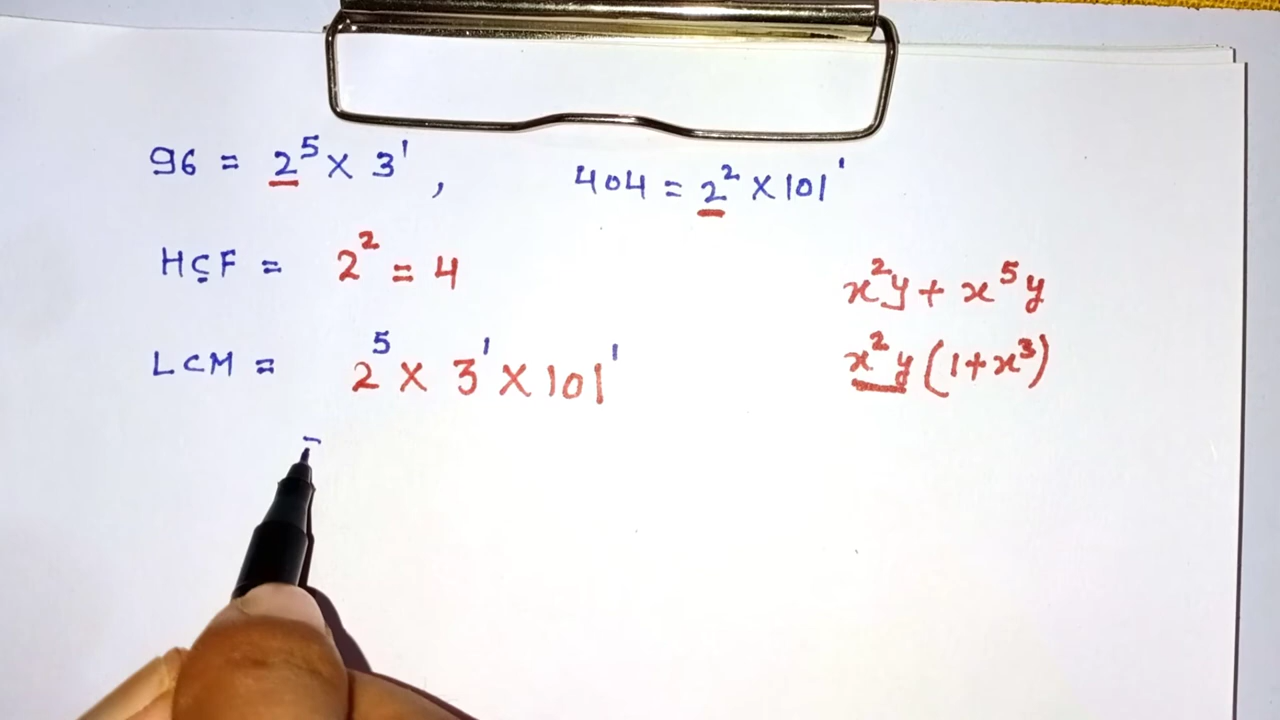 96 = 2⁵ × 3¹ , 404 = 2² × 101¹
HCF = 2² = 4
x²y + x⁵y
LCM = 2⁵ × 3¹ × 101¹
x²y (1 + x³)